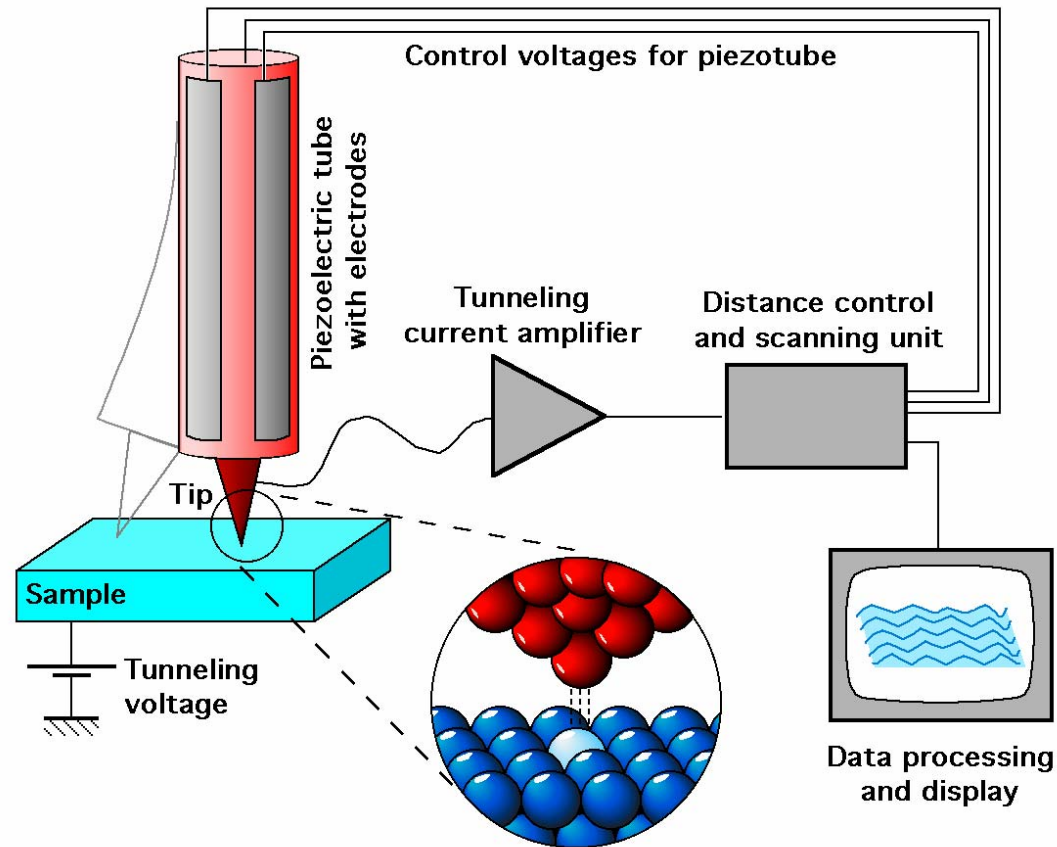 Control voltages for piezotube
Piezoelectric tube
with electrodes
Tunneling
current amplifier
Distance control
and scanning unit
Tip
Sample
Tunneling
voltage
Data processing
and display